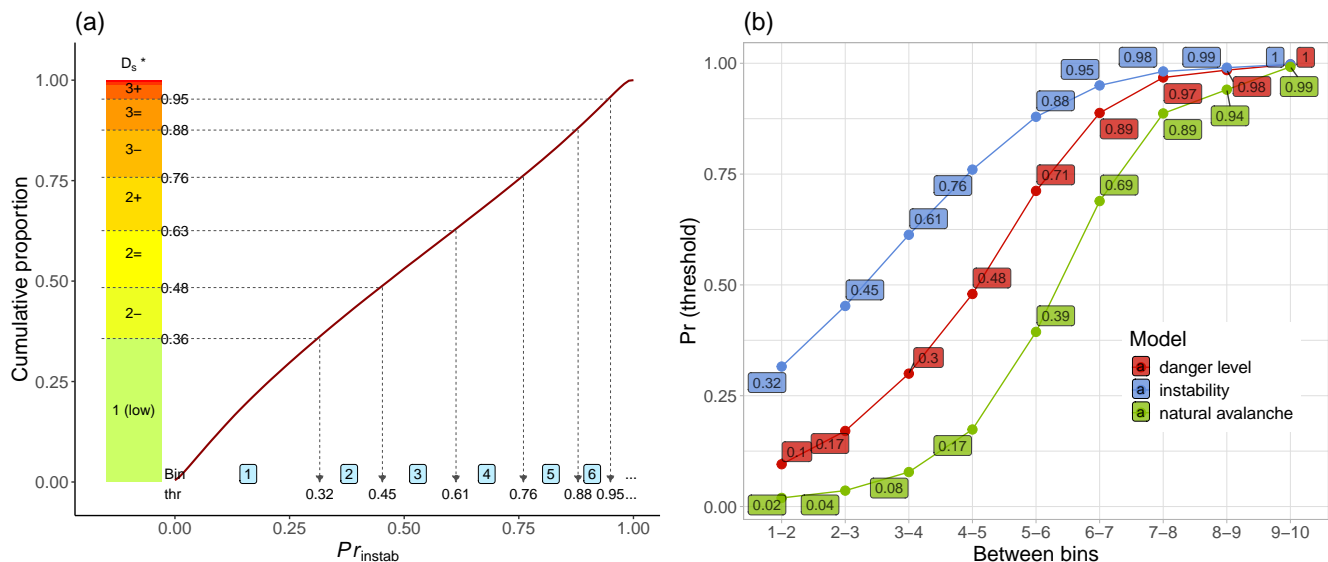 (a)
D_s *
Cumulative proportion
1.00
0.75
0.50
0.25
0.00
3+
3=
3−
2+
2=
2−
1 (low)
0.95
0.88
0.76
0.63
0.48
0.36
Bin 1 2 3 4 5 6 ...
thr 0.32 0.45 0.61 0.76 0.88 0.95...
0.00 0.25 0.50 0.75 1.00
Pr_instab
(b)
Pr (threshold)
1.00
0.75
0.50
0.25
0.00
0.32 0.45 0.61 0.76 0.88 0.95 0.98 0.99 1
0.1 0.17 0.3 0.48 0.71 0.89 0.97 0.98 1
0.02 0.04 0.08 0.17 0.39 0.69 0.89 0.94 0.99
Model
a danger level
a instability
a natural avalanche
1−2 2−3 3−4 4−5 5−6 6−7 7−8 8−9 9−10
Between bins